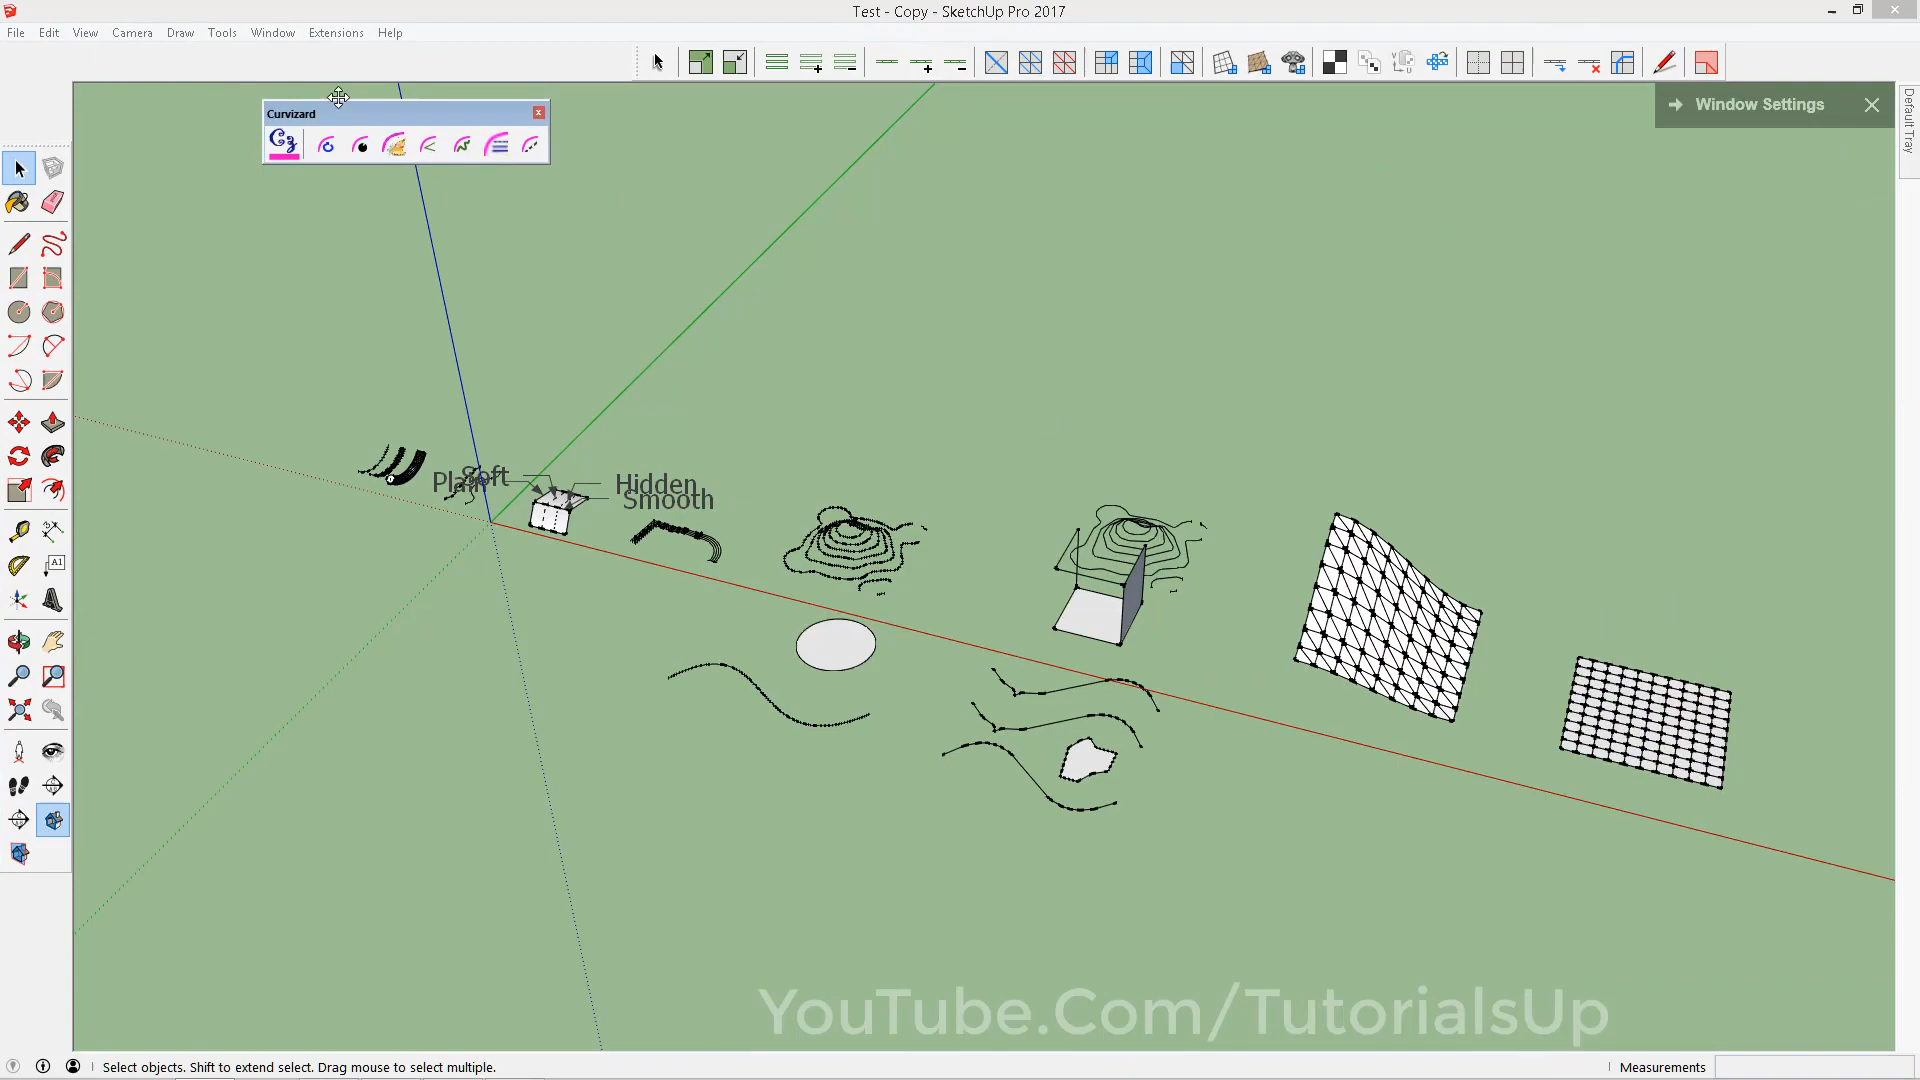 Test - Copy - SketchUp Pro 2017
File Edit View Camera Draw Tools Window Extensions Help
Curvizard
Window Settings
Default Tray
A1
Plain Soft Hidden
Smooth
YouTube.Com/TutorialsUp
Select objects. Shift to extend select. Drag mouse to select multiple.
Measurements